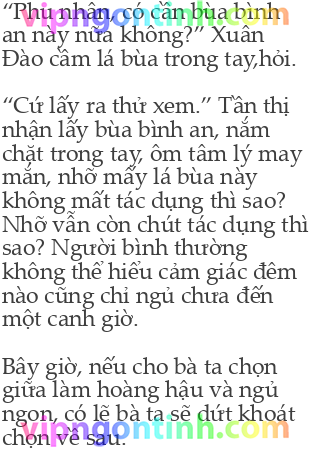 “Phu nhân, có cần bùa bình
an này nữa không?” Xuân
Đào cầm lá bùa trong tay,hỏi.
“Cứ lấy ra thử xem.” Tần thị
nhận lấy bùa bình an, nắm
chặt trong tay, ôm tâm lý may
mắn, nhỡ mấy lá bùa này
không mất tác dụng thì sao?
Nhỡ vẫn còn chút tác dụng thì
sao? Người bình thường
không thể hiểu cảm giác đêm
nào cũng chỉ ngủ chưa đến
một canh giờ.
Bây giờ, nếu cho bà ta chọn
giữa làm hoàng hậu và ngủ
ngon, có lẽ bà ta sẽ dứt khoát
chọn vế sau.
vipngontinh.com
vipngontinh.com